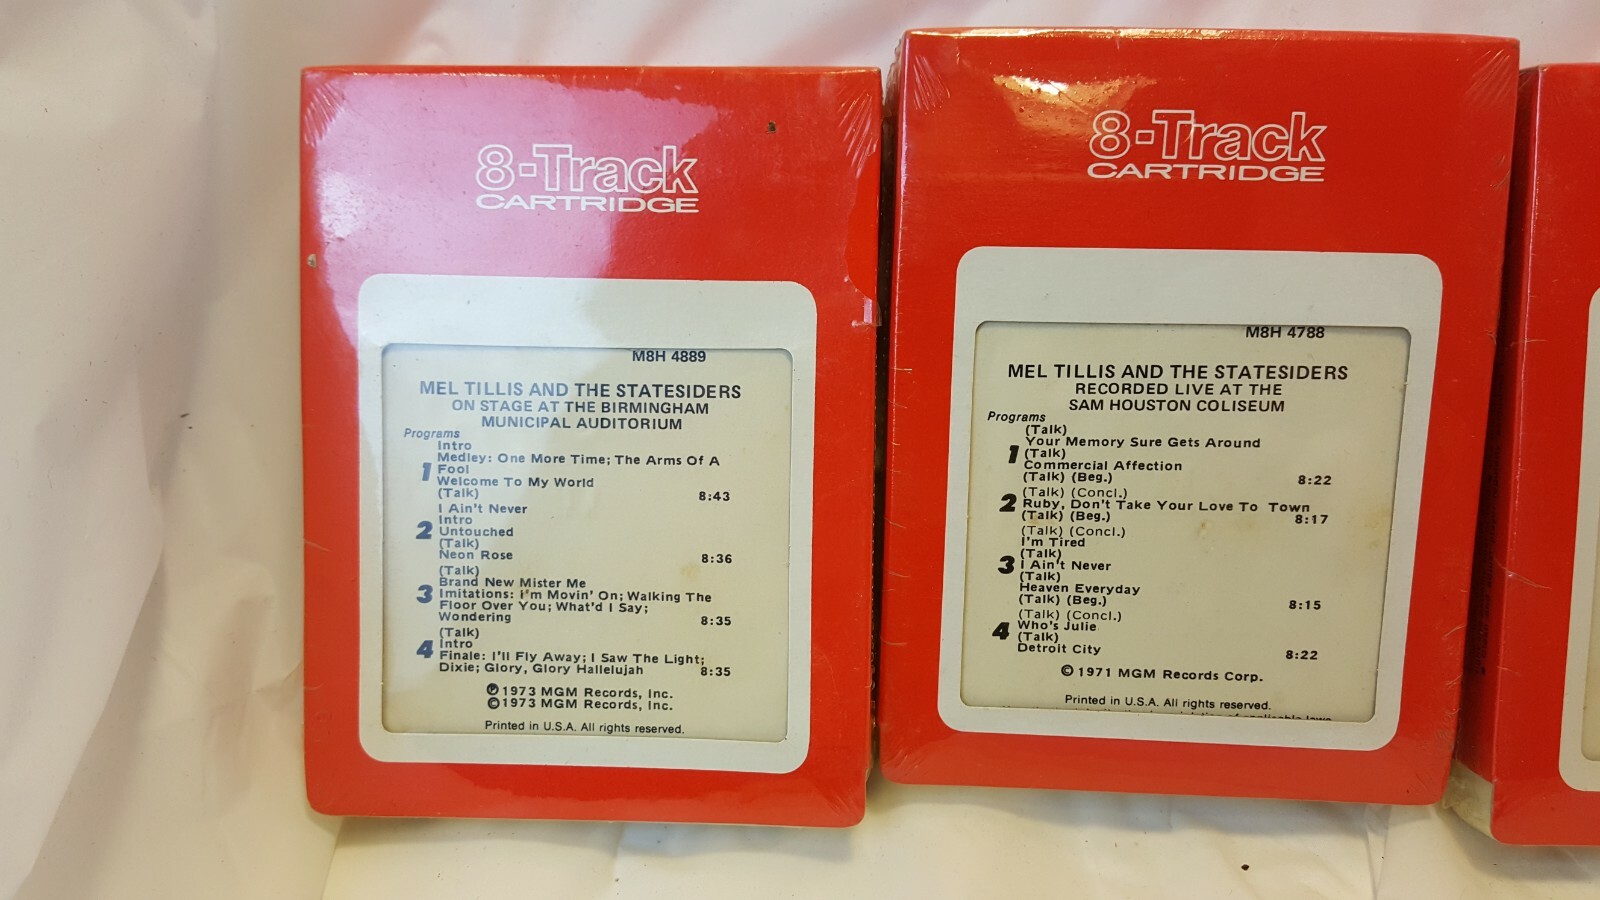 8-Track
CARTRIDGE
M8H 4889
MEL TILLIS AND THE STATESIDERS
ON STAGE AT THE BIRMINGHAM
MUNICIPAL AUDITORIUM
Programs
Intro
Medley: One More Time; The Arms Of A
1 Fool
Welcome To My World
(Talk) 8:43
I Ain't Never
Intro
2 Untouched
(Talk)
Neon Rose 8:36
(Talk)
Brand New Mister Me
3 Imitations: I'm Movin' On; Walking The
Floor Over You; What'd I Say;
Wondering 8:35
(Talk)
4 Intro
Finale: I'll Fly Away; I Saw The Light;
Dixie; Glory, Glory Hallelujah 8:35
℗ 1973 MGM Records, Inc.
© 1973 MGM Records, Inc.
Printed in U.S.A. All rights reserved.
8-Track
CARTRIDGE
M8H 4788
MEL TILLIS AND THE STATESIDERS
RECORDED LIVE AT THE
SAM HOUSTON COLISEUM
Programs
(Talk)
Your Memory Sure Gets Around
1 (Talk)
Commercial Affection
(Talk) (Beg.) 8:22
(Talk) (Concl.)
2 Ruby, Don't Take Your Love To Town
(Talk) (Beg.) 8:17
(Talk) (Concl.)
I'm Tired
(Talk)
3 I Ain't Never
(Talk)
Heaven Everyday
(Talk) (Beg.) 8:15
(Talk) (Concl.)
4 Who's Julie
(Talk)
Detroit City 8:22
© 1971 MGM Records Corp.
Printed in U.S.A. All rights reserved.
of applicable laws